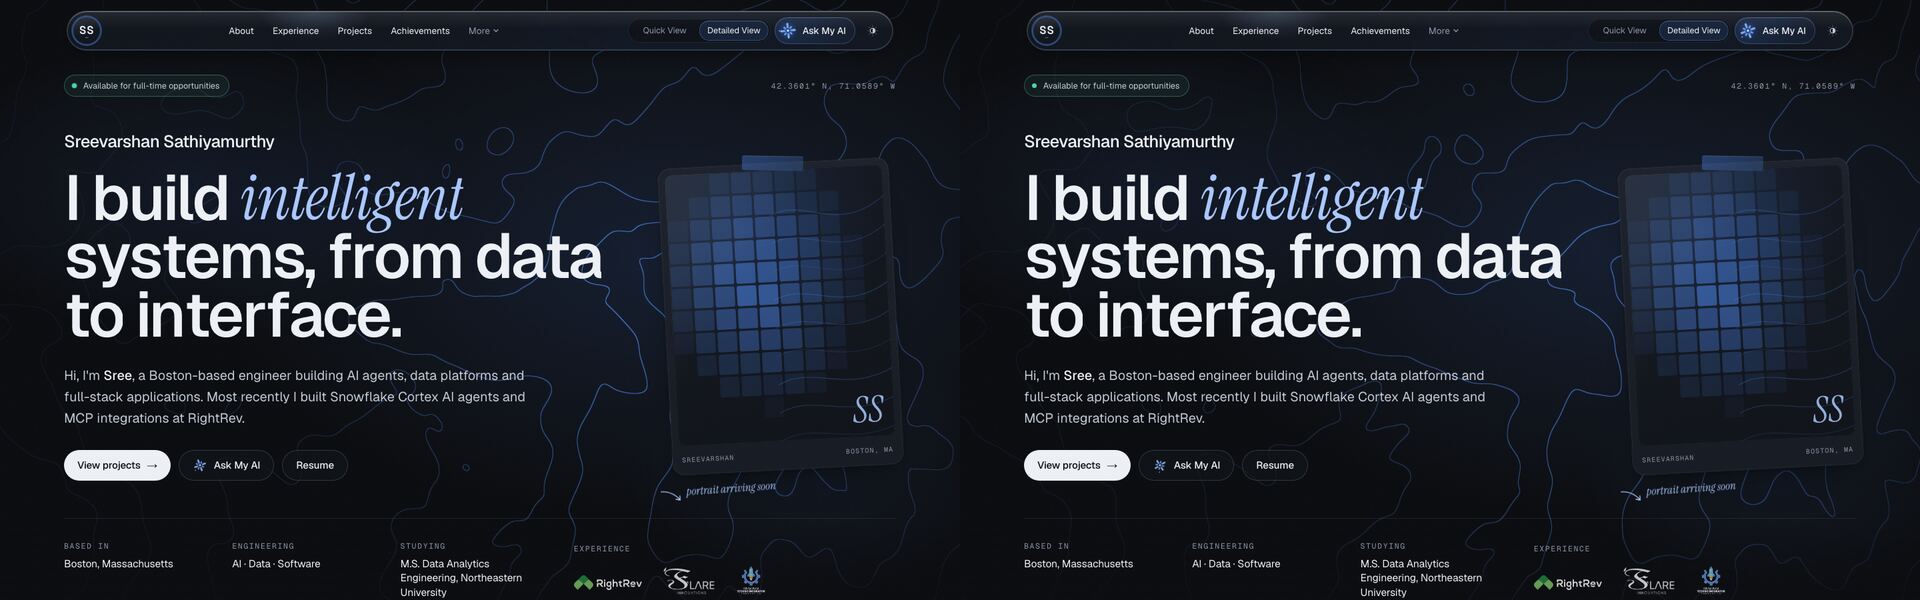 SS
About Experience Projects Achievements More
Quick View Detailed View Ask My AI
Available for full-time opportunities
42.3601° N, 71.0589° W
Sreevarshan Sathiyamurthy
I build intelligent
systems, from data
to interface.
Hi, I'm Sree, a Boston-based engineer building AI agents, data platforms and
full-stack applications. Most recently I built Snowflake Cortex AI agents and
MCP integrations at RightRev.
View projects → Ask My AI Resume
SS
SREEVARSHAN BOSTON, MA
portrait arriving soon
BASED IN
Boston, Massachusetts
ENGINEERING
AI · Data · Software
STUDYING
M.S. Data Analytics
Engineering, Northeastern
University
EXPERIENCE
RightRev
SS
About Experience Projects Achievements More
Quick View Detailed View Ask My AI
Available for full-time opportunities
42.3601° N, 71.0589° W
Sreevarshan Sathiyamurthy
I build intelligent
systems, from data
to interface.
Hi, I'm Sree, a Boston-based engineer building AI agents, data platforms and
full-stack applications. Most recently I built Snowflake Cortex AI agents and
MCP integrations at RightRev.
View projects → Ask My AI Resume
SS
SREEVARSHAN BOSTON, MA
portrait arriving soon
BASED IN
Boston, Massachusetts
ENGINEERING
AI · Data · Software
STUDYING
M.S. Data Analytics
Engineering, Northeastern
University
EXPERIENCE
RightRev